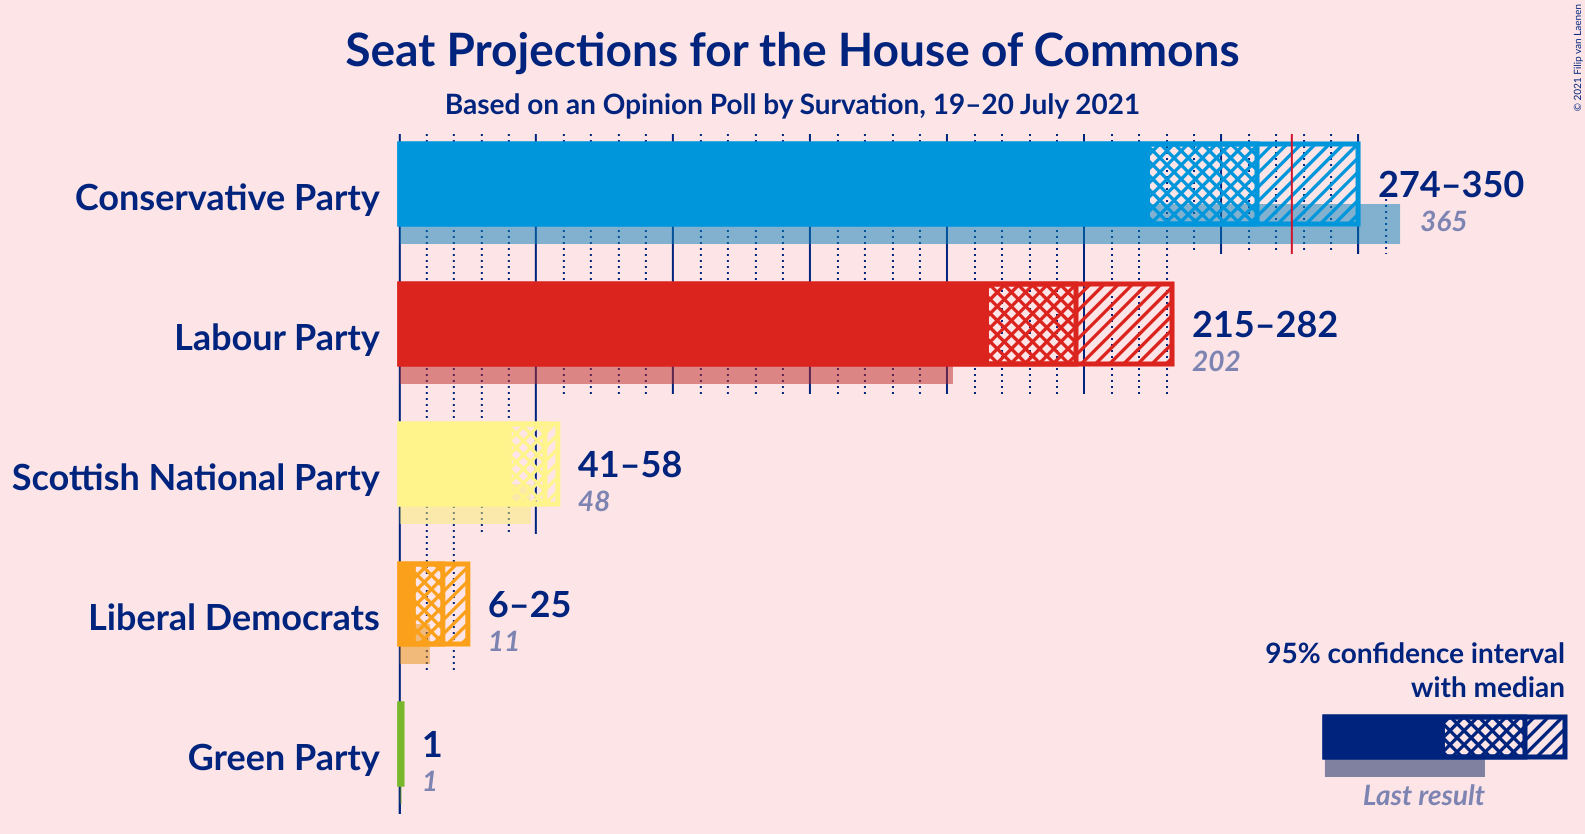 Seat Projections for the House of Commons
Based on an Opinion Poll by Survation, 19–20 July 2021
© 2021 Filip van Laenen
Conservative Party
274–350
365
Labour Party
215–282
202
Scottish National Party
41–58
48
Liberal Democrats
6–25
11
Green Party
1
1
95% confidence interval
with median
Last result